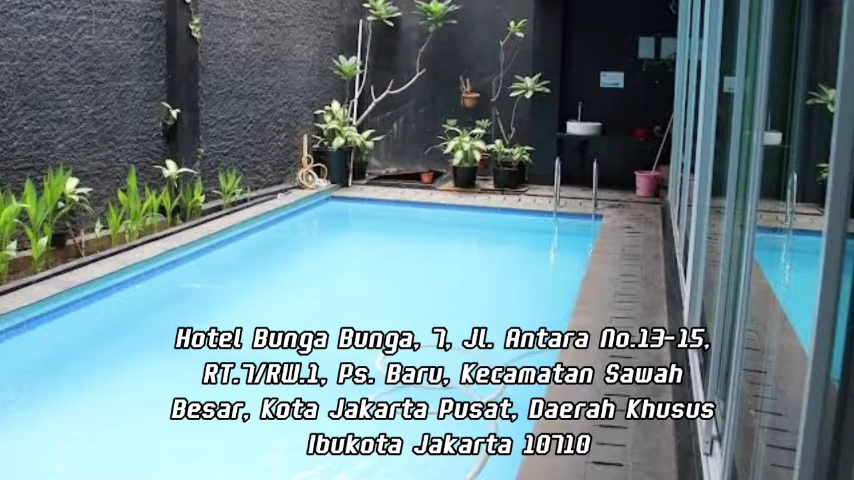 Hotel Bunga Bunga, 7, Jl. Antara No.13-15,
RT.7/RW.1, Ps. Baru, Kecamatan Sawah
Besar, Kota Jakarta Pusat, Daerah Khusus
Ibukota Jakarta 10710